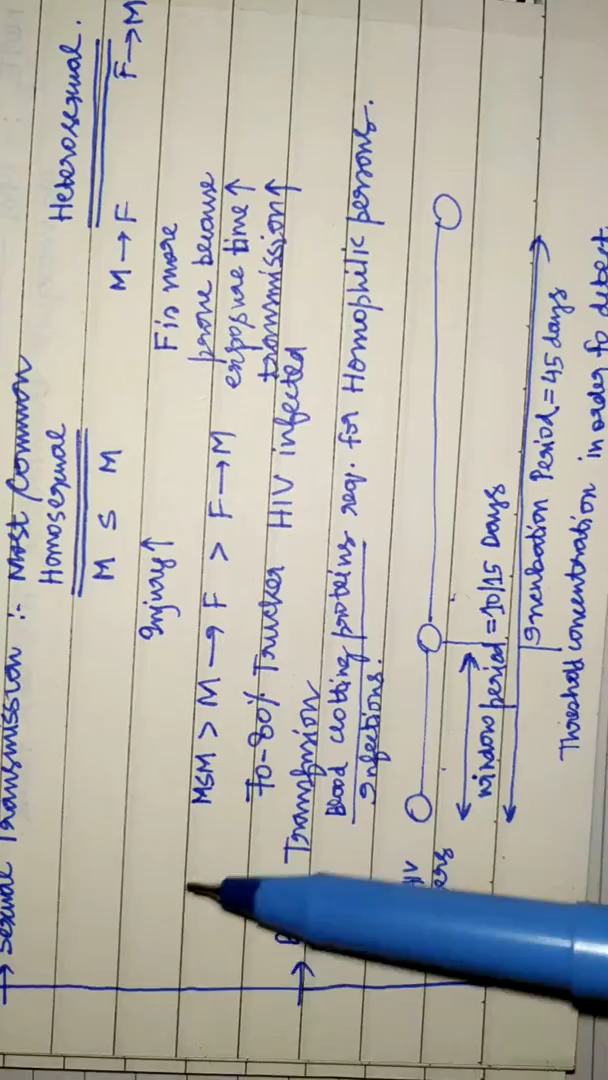 → Sexual Transmission :- Most Common
Homosexual Heterosexual.
M S M M → F F → M
Injury↑ F is more
prone because
MSM > M → F > F → M exposure time↑
transmission↑
70-80% Trucker HIV infected
Transfusion
Blood clotting proteins req. for Homophilic persons.
Infections.
window period = 10/15 Days
Incubation Period = 45 days
Threshold concentration in order to detect